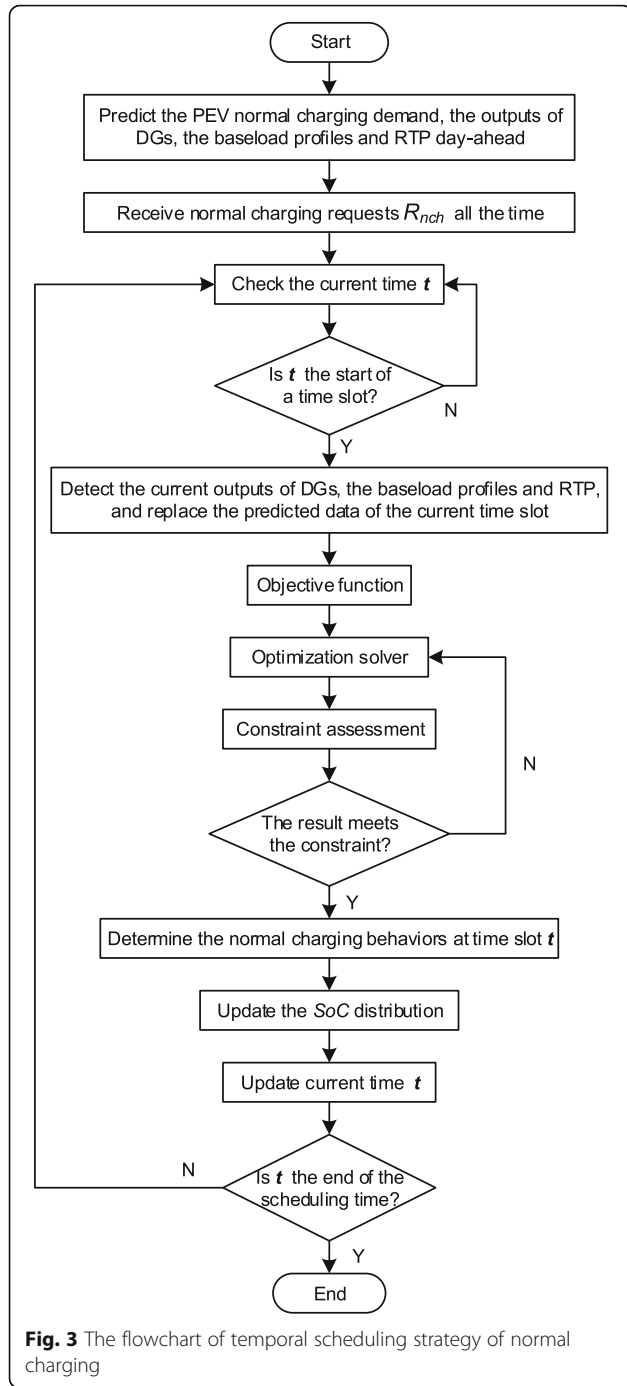 Start
Predict the PEV normal charging demand, the outputs of
DGs, the baseload profiles and RTP day-ahead
Receive normal charging requests Rnch all the time
Check the current time t
Is t the start of
a time slot?
N
Y
Detect the current outputs of DGs, the baseload profiles and RTP,
and replace the predicted data of the current time slot
Objective function
Optimization solver
Constraint assessment
N
The result meets
the constraint?
Y
Determine the normal charging behaviors at time slot t
Update the SoC distribution
Update current time t
N
Is t the end of the
scheduling time?
Y
End
Fig. 3 The flowchart of temporal scheduling strategy of normal
charging